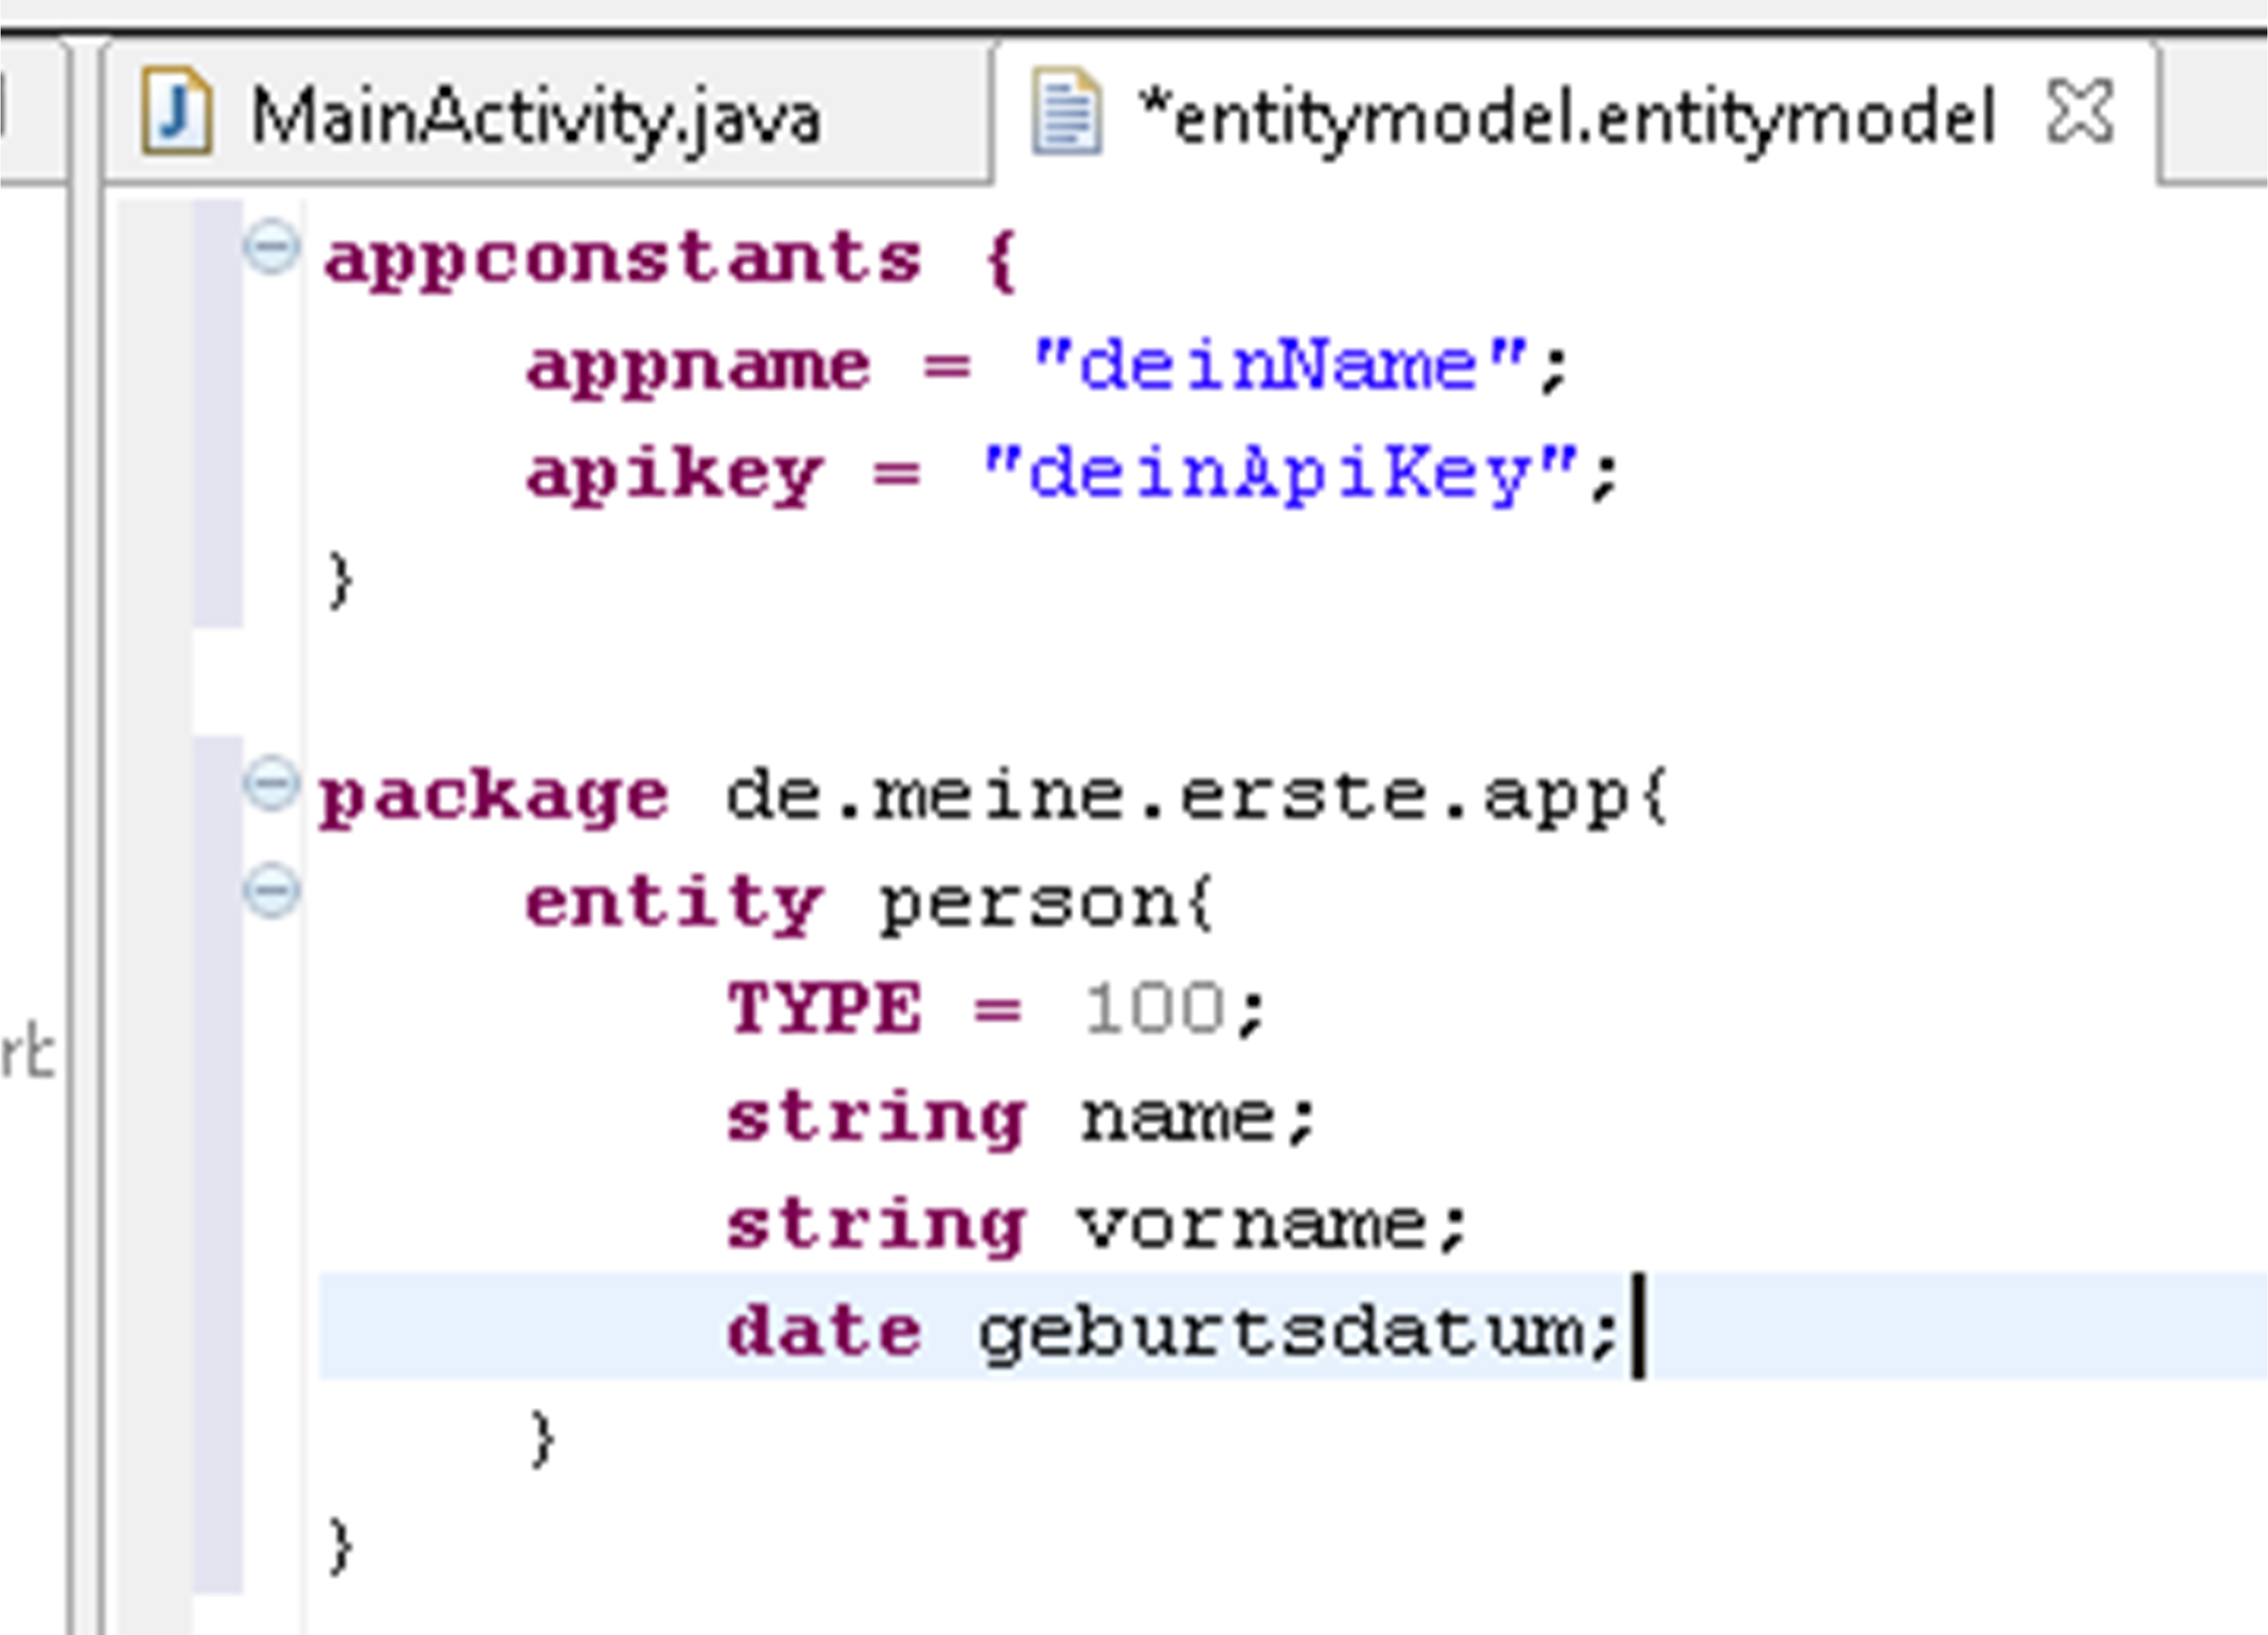 MainActivity.java *entitymodel.entitymodel
appconstants {
appname = "deinName";
apikey = "deinApiKey";
}
package de.meine.erste.app{
entity person{
TYPE = 100;
string name;
string vorname;
date geburtsdatum;
}
}